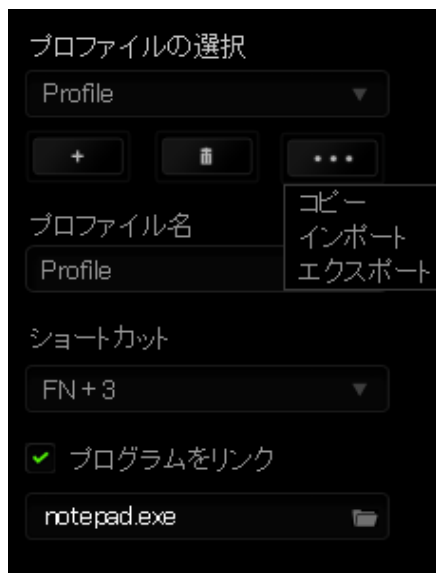 プロファイルの選択
Profile
コピー
インポート
エクスポート
プロファイル名
Profile
ショートカット
FN + 3
プログラムをリンク
notepad.exe